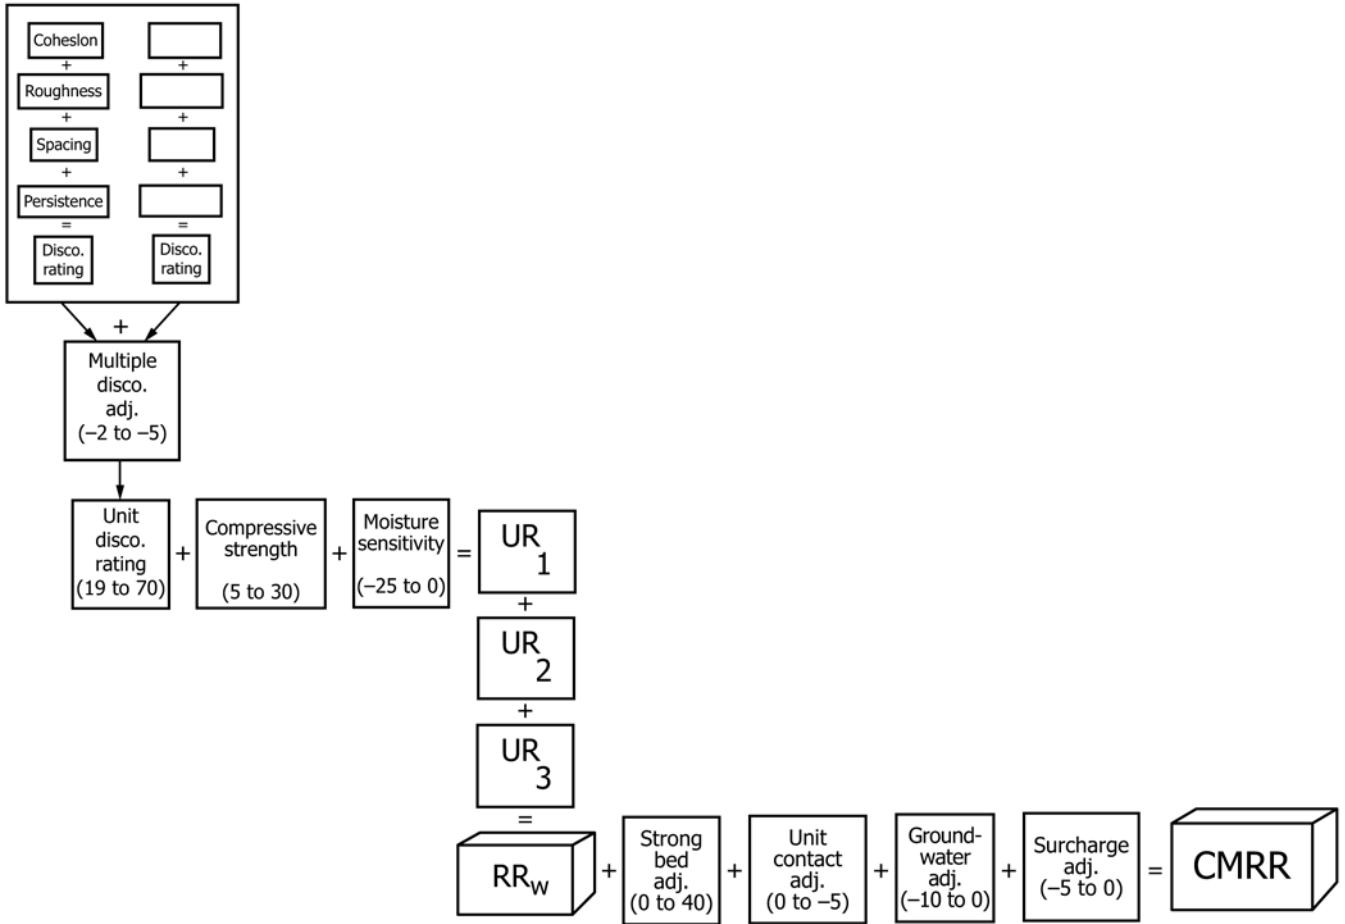 Cohesion
+ +
Roughness
+ +
Spacing
+ +
Persistence
= =
Disco.
rating
Disco.
rating
+
Multiple
disco.
adj.
(–2 to –5)
Unit
disco.
rating
(19 to 70)
+
Compressive
strength
(5 to 30)
+
Moisture
sensitivity
(–25 to 0)
=
UR
1
+
UR
2
+
UR
3
=
RRW
+
Strong
bed
adj.
(0 to 40)
+
Unit
contact
adj.
(0 to –5)
+
Ground-
water
adj.
(–10 to 0)
+
Surcharge
adj.
(–5 to 0)
=
CMRR